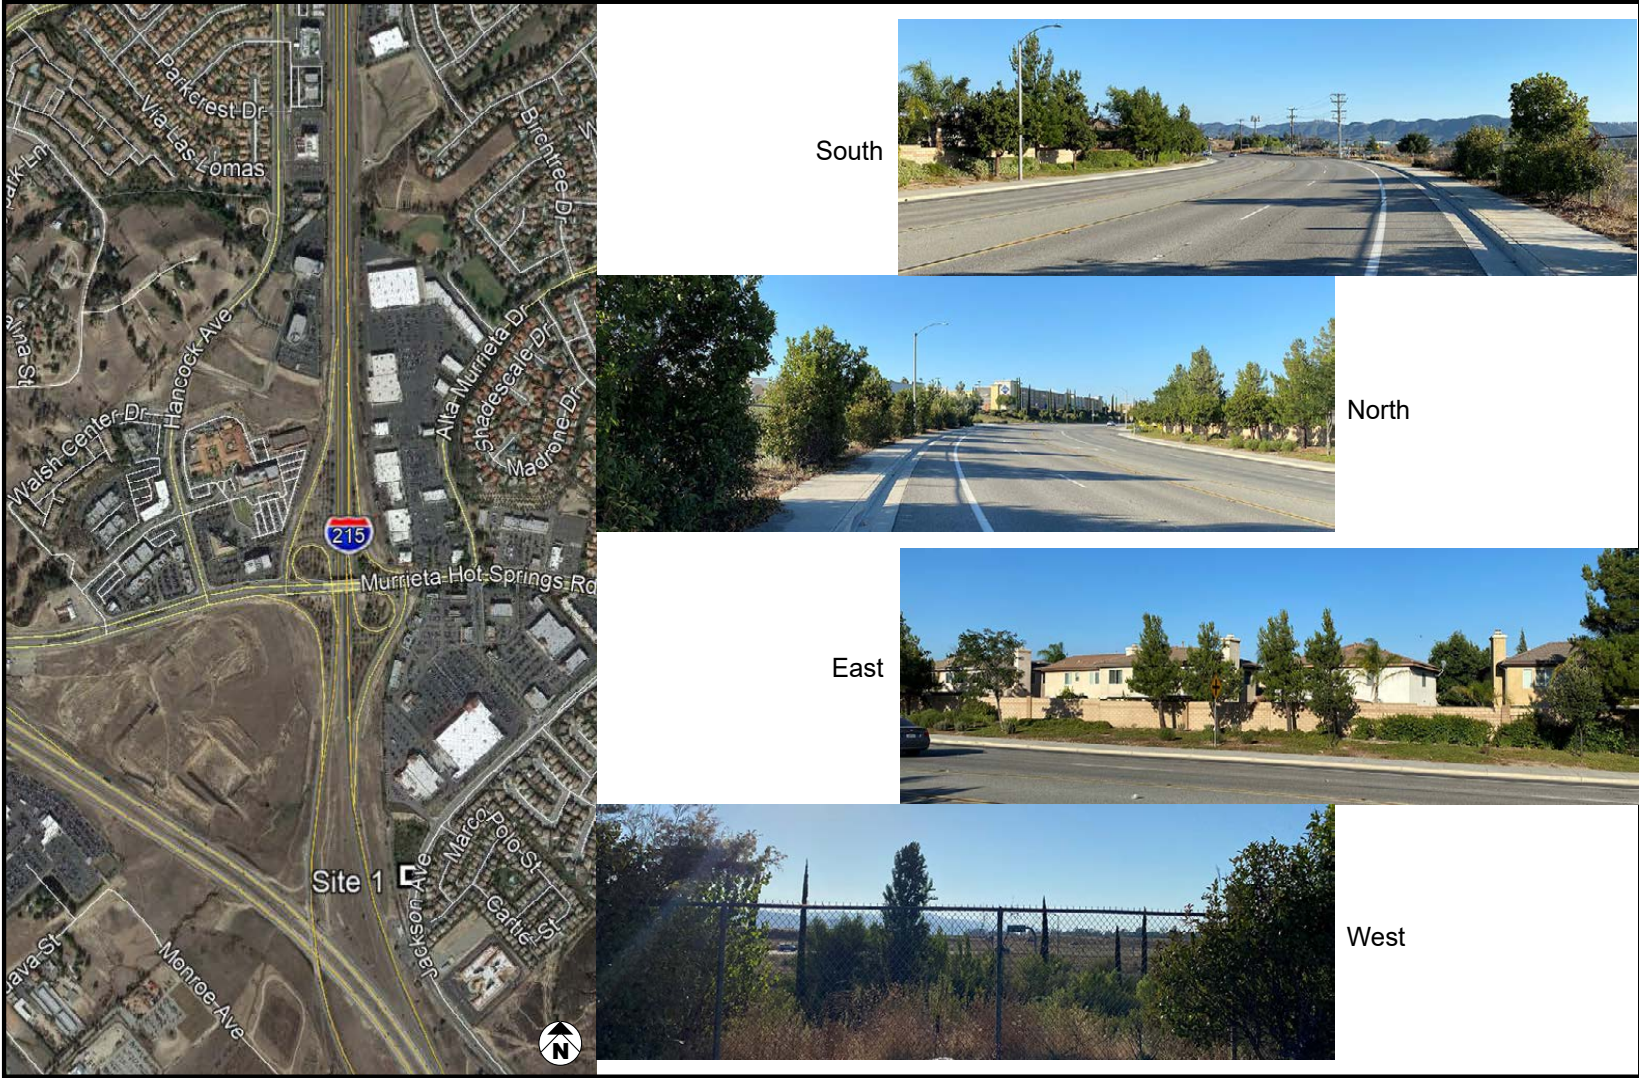 Parkcrest Dr
Via Las Lomas
Birchtree Dr
Hancock Ave
Alta Murrieta Dr
Shadescale Dr
Madrone Dr
Walsh Center Dr
215
Murrieta Hot Springs Rd
Site 1
Jackson Ave
Marco Polo St
Cartie St
Monroe Ave
N
South
North
East
West